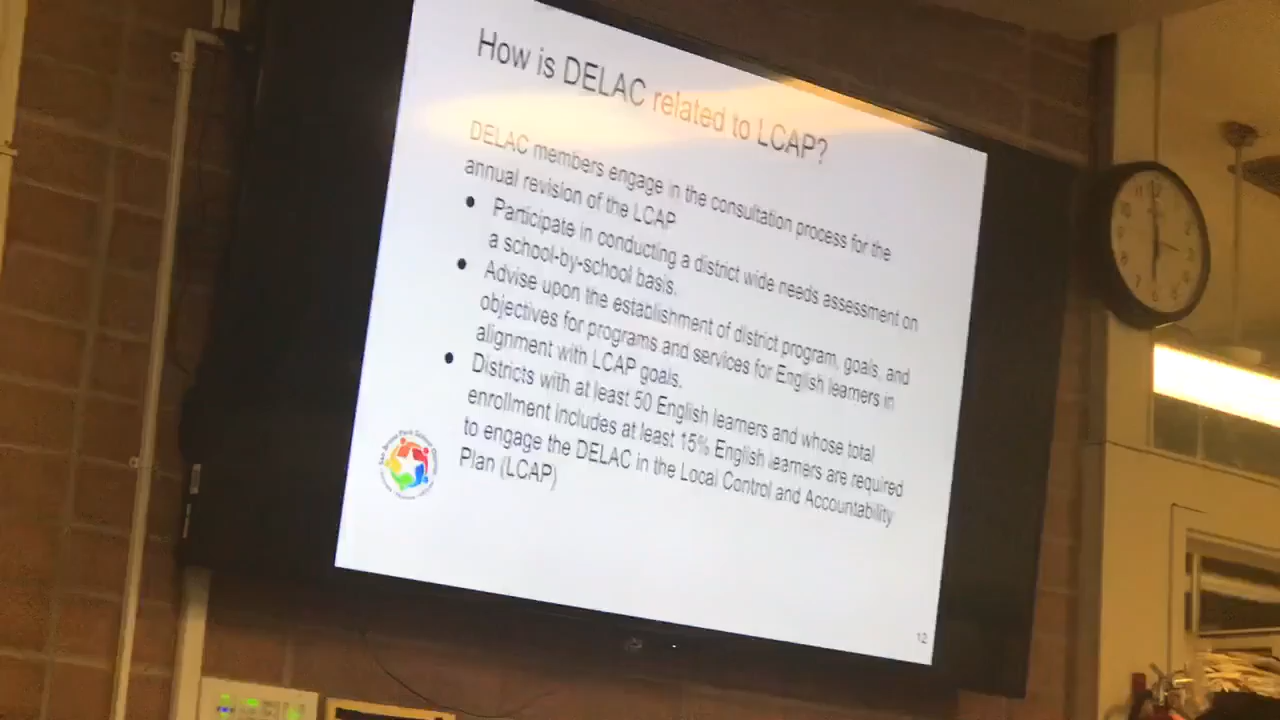 How is DELAC related to LCAP?
DELAC members engage in the consultation process for the
annual revision of the LCAP
● Participate in conducting a district wide needs assessment on
a school-by-school basis.
● Advise upon the establishment of district program, goals, and
objectives for programs and services for English learners in
alignment with LCAP goals.
● Districts with at least 50 English learners and whose total
enrollment includes at least 15% English learners are required
to engage the DELAC in the Local Control and Accountability
Plan (LCAP)
12